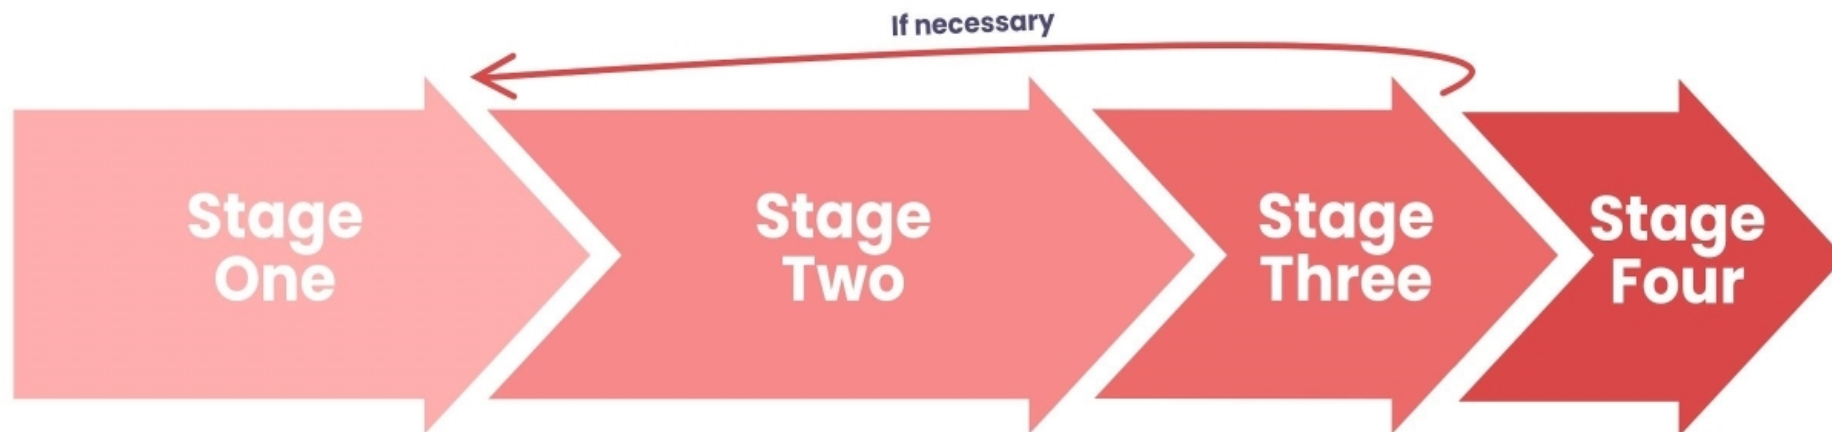 If necessary
Stage
One
Stage
Two
Stage
Three
Stage
Four